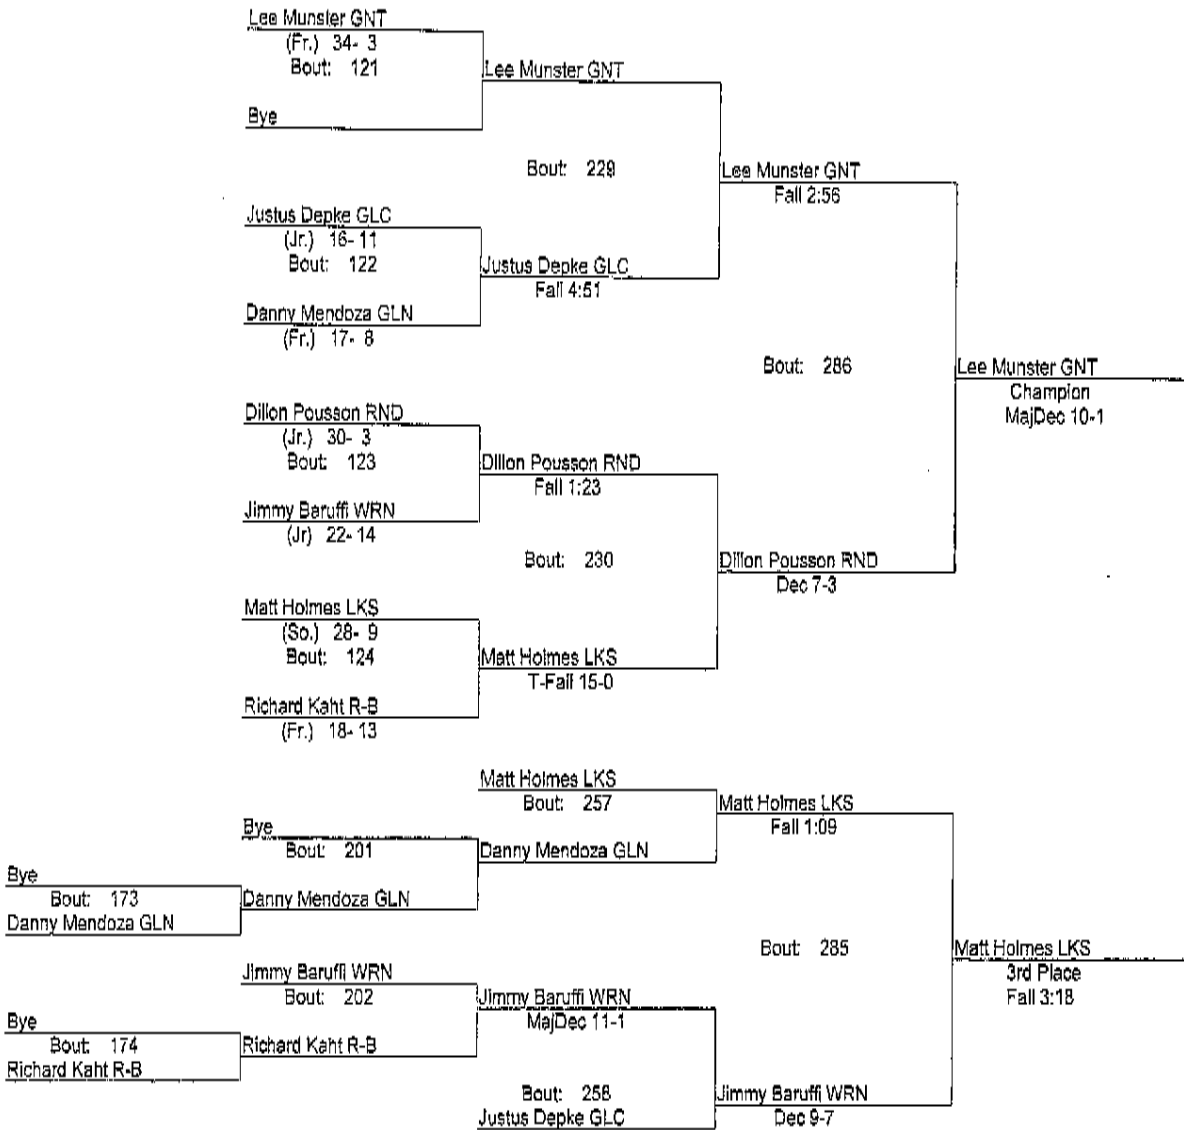 Lee Munster GNT
(Fr.) 34- 3
Bout: 121
Lee Munster GNT
Bye
Bout: 229
Lee Munster GNT
Fall 2:56
Justus Depke GLC
(Jr.) 16- 11
Bout: 122
Justus Depke GLC
Fall 4:51
Danny Mendoza GLN
(Fr.) 17- 8
Bout: 286
Lee Munster GNT
Champion
MajDec 10-1
Dillon Pousson RND
(Jr.) 30- 3
Bout: 123
Dillon Pousson RND
Fall 1:23
Jimmy Baruffi WRN
(Jr) 22- 14
Bout: 230
Dillon Pousson RND
Dec 7-3
Matt Holmes LKS
(So.) 28- 9
Bout: 124
Matt Holmes LKS
T-Fall 15-0
Richard Kaht R-B
(Fr.) 18- 13
Matt Holmes LKS
Bout: 257
Matt Holmes LKS
Fall 1:09
Bye
Bout: 201
Danny Mendoza GLN
Bye
Bout: 173
Danny Mendoza GLN
Danny Mendoza GLN
Bout: 285
Matt Holmes LKS
3rd Place
Fall 3:18
Jimmy Baruffi WRN
Bout: 202
Jimmy Baruffi WRN
MajDec 11-1
Bye
Bout: 174
Richard Kaht R-B
Richard Kaht R-B
Bout: 258
Justus Depke GLC
Jimmy Baruffi WRN
Dec 9-7